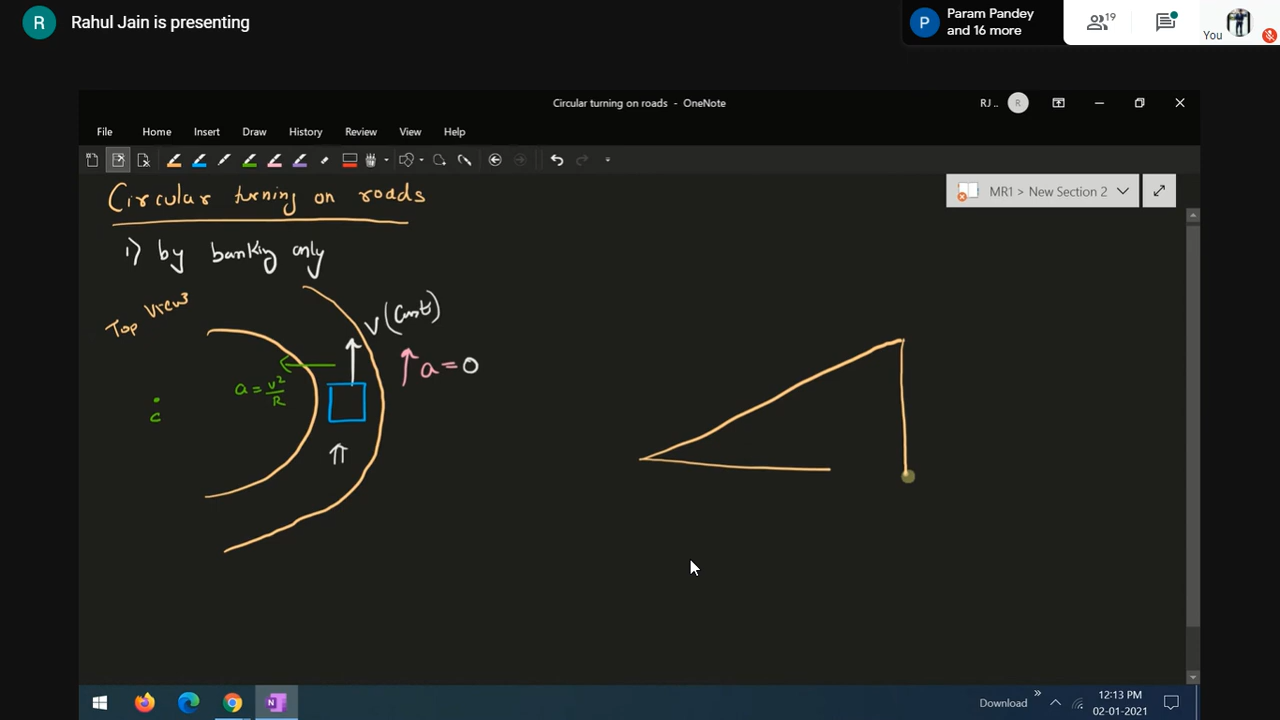 R Rahul Jain is presenting
P Param Pandey
and 16 more
19
You
Circular turning on roads - OneNote
RJ ..
R
File Home Insert Draw History Review View Help
MR1 > New Section 2
Circular turning on roads
1) by banking only
Top View
V (Const)
a = 0
a = v²/R
c
⇑
Download
»
12:13 PM
02-01-2021